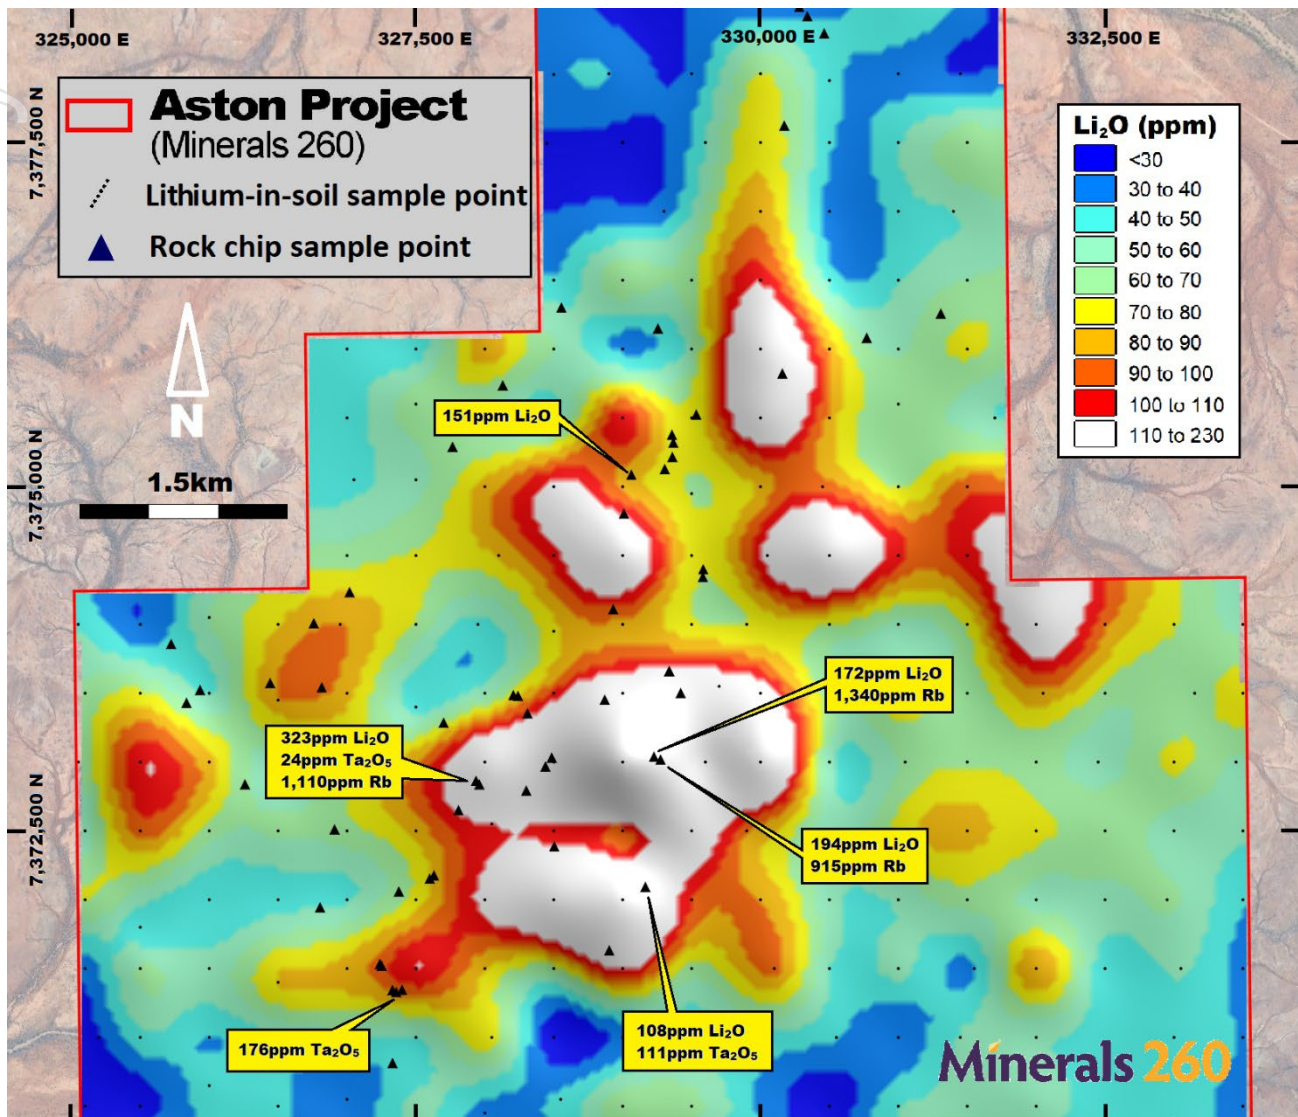 325,000 E
327,500 E
330,000 E
332,500 E
7,377,500 N
7,375,000 N
7,372,500 N
Aston Project
(Minerals 260)
Lithium-in-soil sample point
Rock chip sample point
N
1.5km
Li₂O (ppm)
<30
30 to 40
40 to 50
50 to 60
60 to 70
70 to 80
80 to 90
90 to 100
100 to 110
110 to 230
151ppm Li₂O
172ppm Li₂O
1,340ppm Rb
323ppm Li₂O
24ppm Ta₂O₅
1,110ppm Rb
194ppm Li₂O
915ppm Rb
108ppm Li₂O
111ppm Ta₂O₅
176ppm Ta₂O₅
Minerals 260